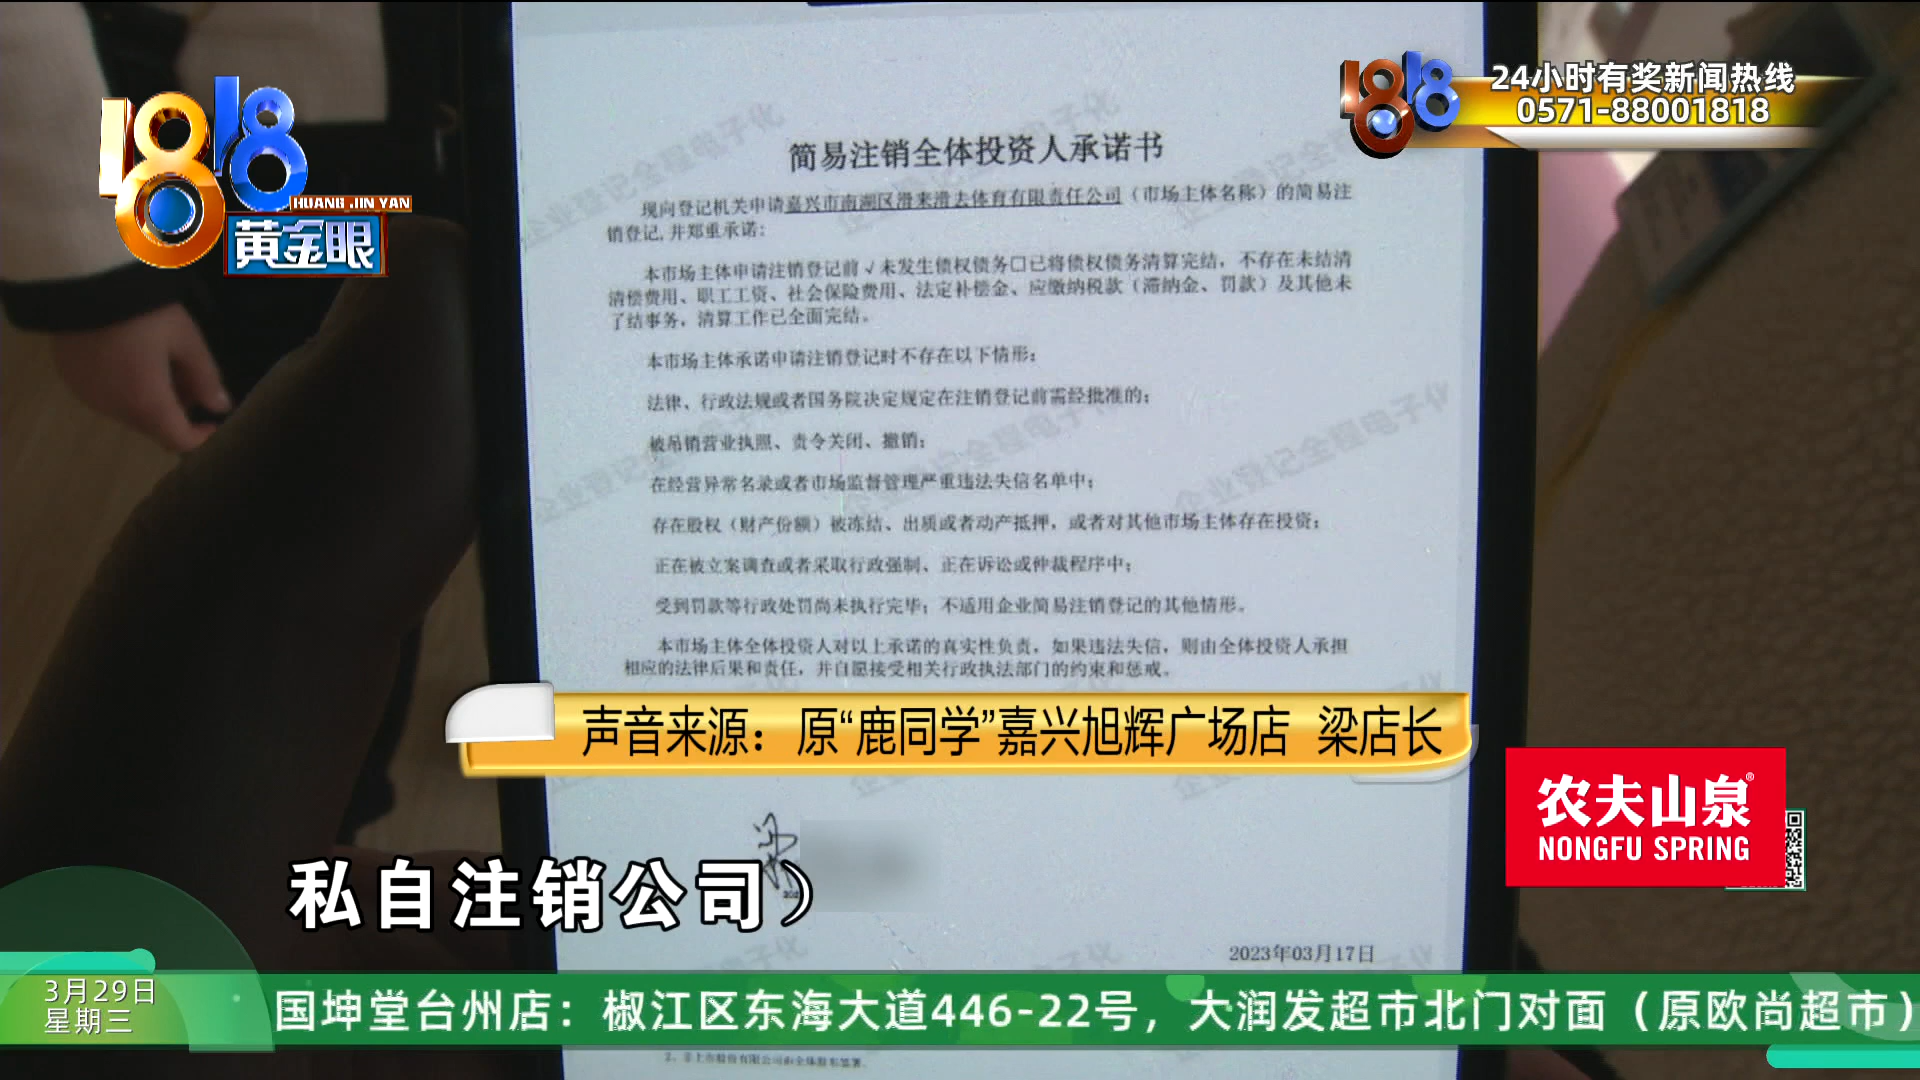 1818
HUANG JIN YAN
黄金眼
1818
24小时有奖新闻热线
0571-88001818
简易注销全体投资人承诺书
现向登记机关申请嘉兴市南湖区滑来滑去体育有限责任公司（市场主体名称）的简易注
销登记,并郑重承诺:
本市场主体申请注销登记前√未发生债权债务□已将债权债务清算完结，不存在未结清
清偿费用、职工工资、社会保险费用、法定补偿金、应缴纳税款（滞纳金、罚款）及其他未
了结事务，清算工作已全面完结。
本市场主体承诺申请注销登记时不存在以下情形：
法律、行政法规或者国务院决定规定在注销登记前需经批准的；
被吊销营业执照、责令关闭、撤销；
在经营异常名录或者市场监督管理严重违法失信名单中；
存在股权（财产份额）被冻结、出质或者动产抵押，或者对其他市场主体存在投资；
正在被立案调查或者采取行政强制、正在诉讼或仲裁程序中；
受到罚款等行政处罚尚未执行完毕；不适用企业简易注销登记的其他情形。
本市场主体全体投资人对以上承诺的真实性负责，如果违法失信，则由全体投资人承担
相应的法律后果和责任，并自愿接受相关行政执法部门的约束和惩戒。
企业登记全程电子化
声音来源：原“鹿同学”嘉兴旭辉广场店 梁店长
农夫山泉®
NONGFU SPRING
梁
私自注销公司）
2023年03月17日
3月29日
星期三
国坤堂台州店：椒江区东海大道446-22号，大润发超市北门对面（原欧尚超市）